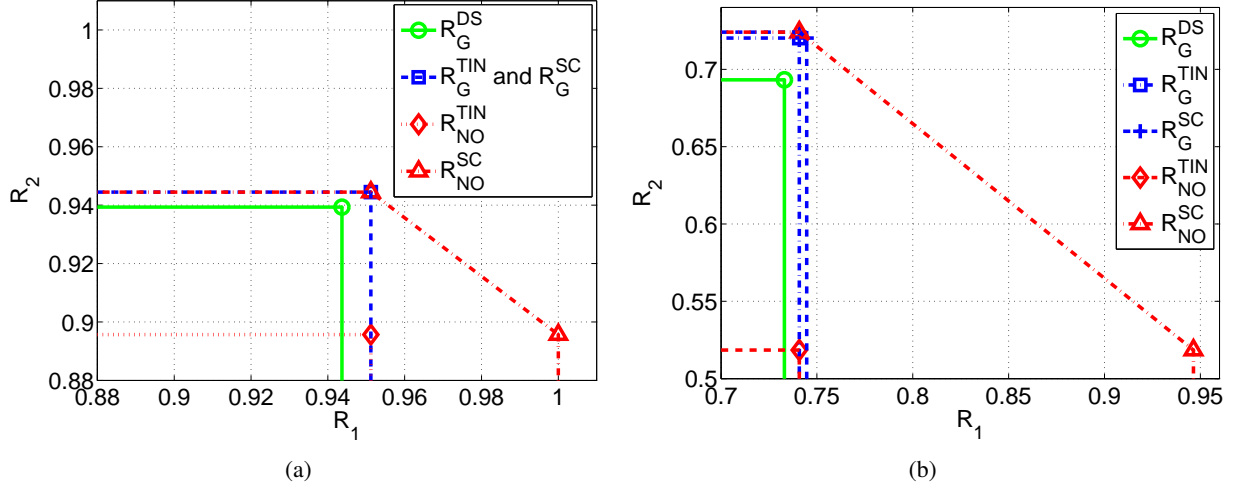 1
0.98
0.96
0.94
0.92
0.9
0.88
R_2
0.88
0.9
0.92
0.94
0.96
0.98
1
R_1
R_G^DS
R_G^TIN and R_G^SC
R_NO^TIN
R_NO^SC
(a)
0.7
0.65
0.6
0.55
0.5
R_2
0.7
0.75
0.8
0.85
0.9
0.95
R_1
R_G^DS
R_G^TIN
R_G^SC
R_NO^TIN
R_NO^SC
(b)